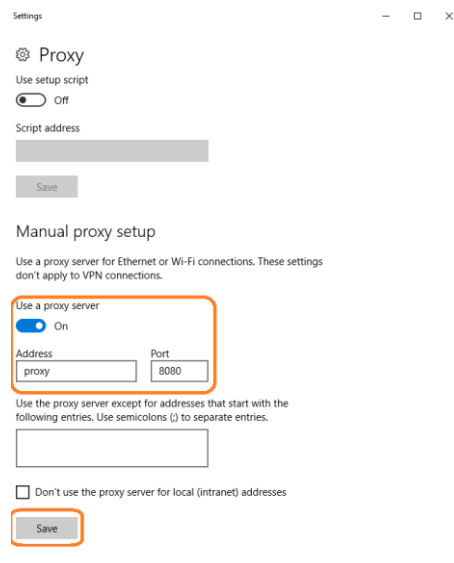 Settings
Proxy
Use setup script
Off
Script address
Save
Manual proxy setup
Use a proxy server for Ethernet or Wi-Fi connections. These settings
don't apply to VPN connections.
Use a proxy server
On
Address Port
proxy 8080
Use the proxy server except for addresses that start with the
following entries. Use semicolons (;) to separate entries.
Don't use the proxy server for local (intranet) addresses
Save